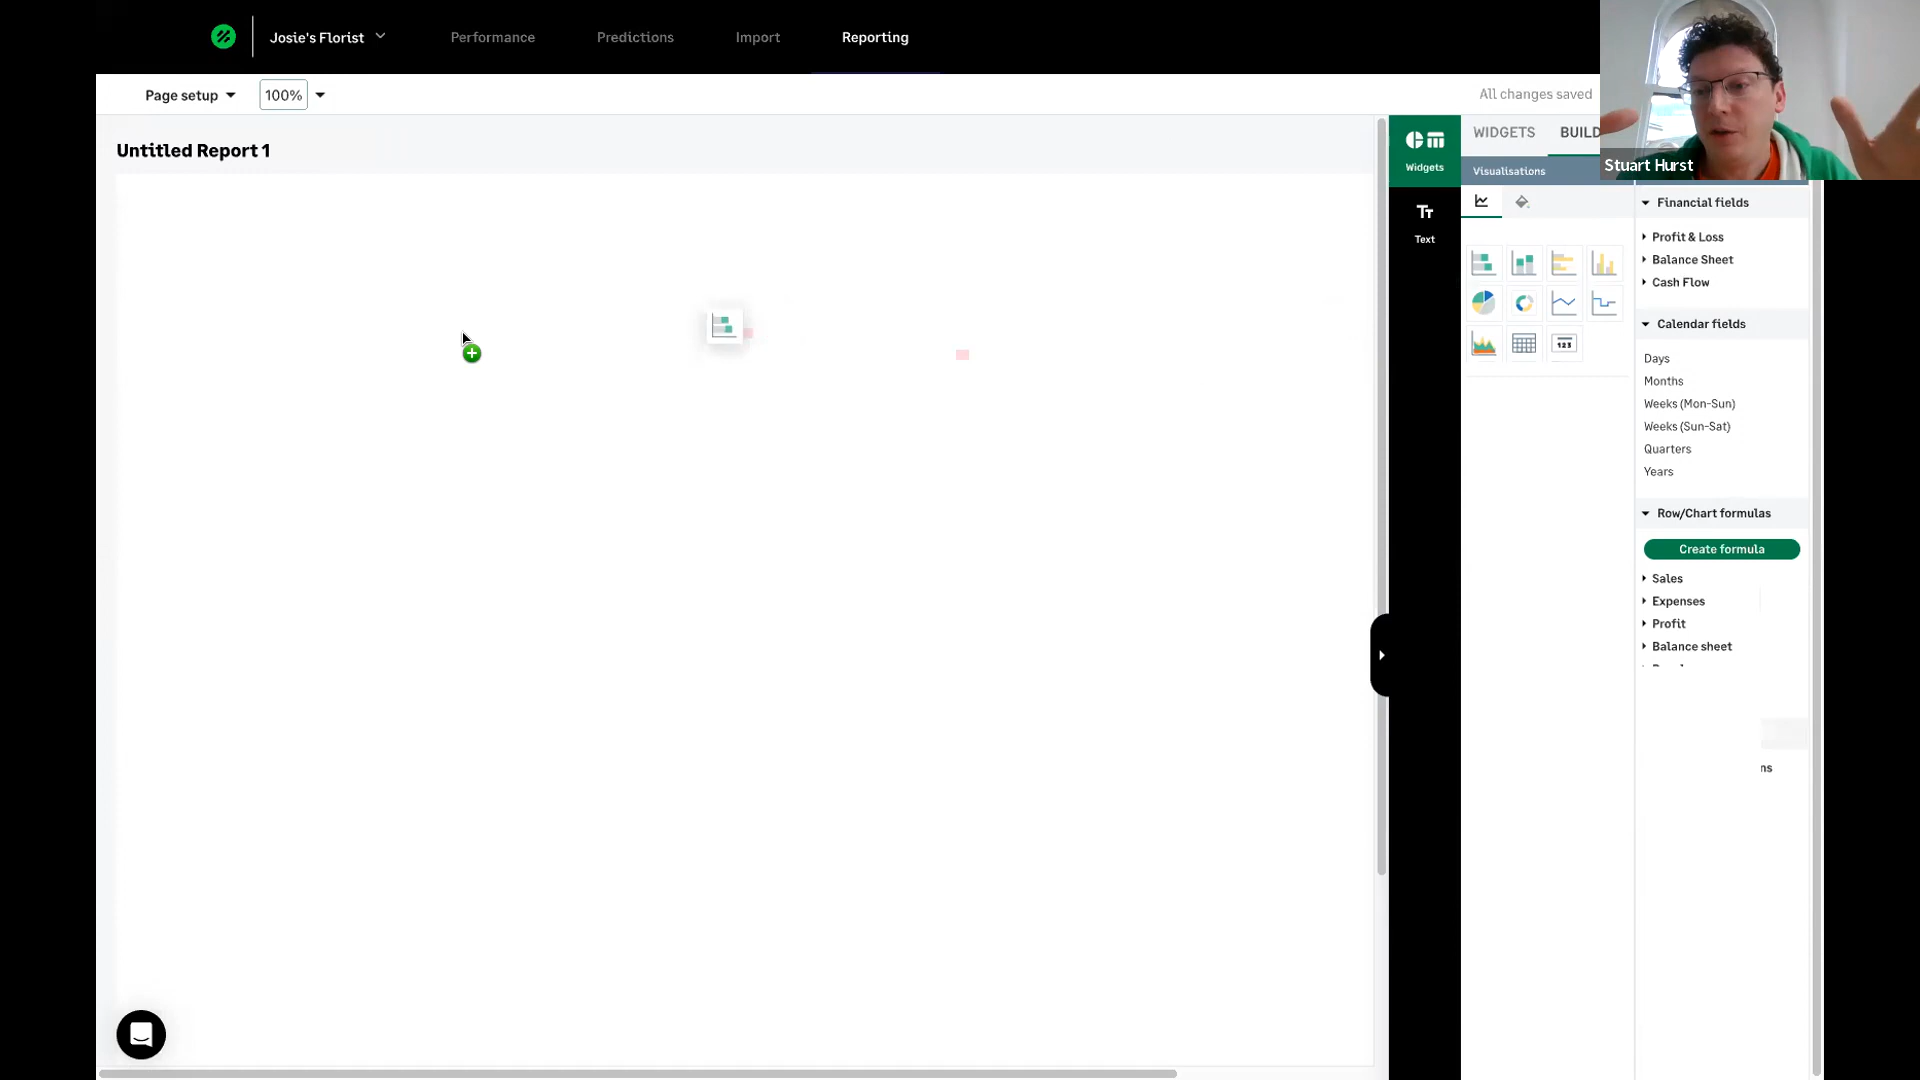 Josie's Florist
Performance
Predictions
Import
Reporting
Page setup
100%
All changes saved
Untitled Report 1
Widgets
Text
WIDGETS
BUILD
Visualisations
Stuart Hurst
Financial fields
Profit & Loss
Balance Sheet
Cash Flow
Calendar fields
Days
Months
Weeks (Mon-Sun)
Weeks (Sun-Sat)
Quarters
Years
Row/Chart formulas
Create formula
Sales
Expenses
Profit
Balance sheet
ns
123